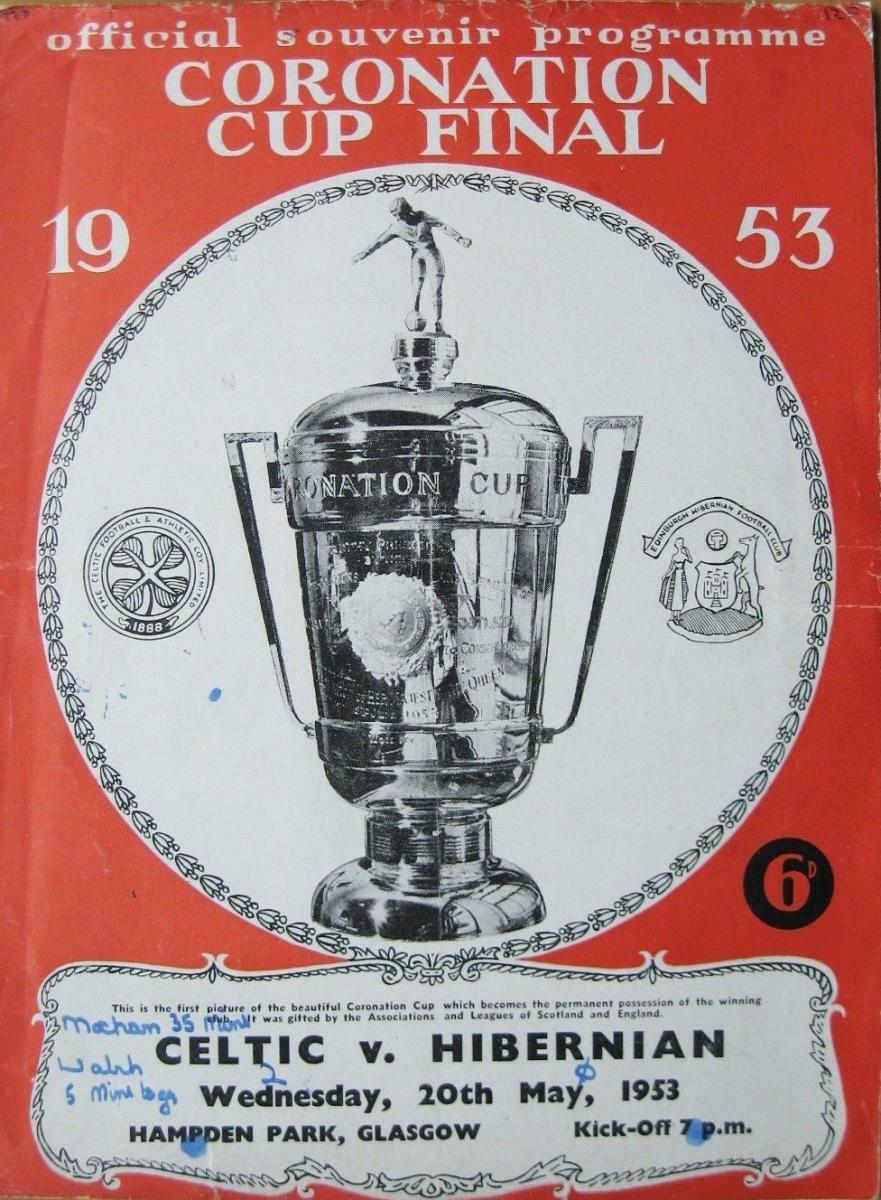 official souvenir programme
CORONATION
CUP FINAL
19 53
RONATION CUP
THE CELTIC FOOTBALL & ATHLETIC COY. LIMITED
1888
EDINBURGH HIBERNIAN FOOTBALL CLUB
QUEEN
6D
This is the first picture of the beautiful Coronation Cup which becomes the permanent possession of the winning
club. It was gifted by the Associations and Leagues of Scotland and England.
Mochan 35 Mins
CELTIC v. HIBERNIAN
Walsh
2
5 Mins to go
Wednesday, 20th May, 1953
HAMPDEN PARK, GLASGOW Kick-Off 7 p.m.